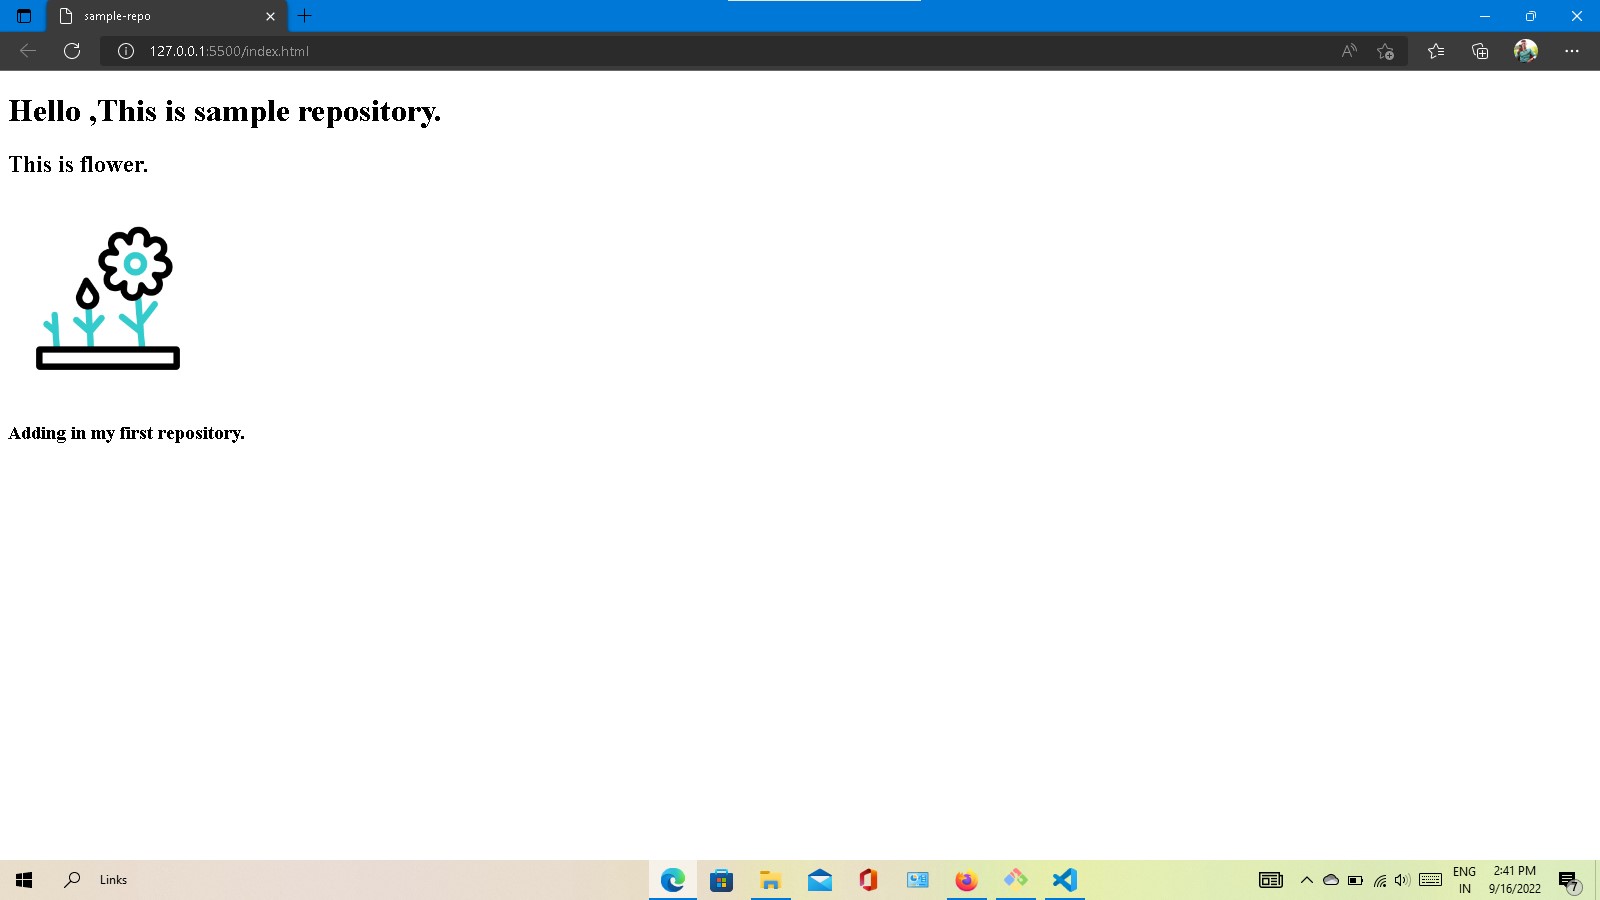 sample-repo
127.0.0.1:5500/index.html
Hello ,This is sample repository.
This is flower.
Adding in my first repository.
Links
ENG
IN
2:41 PM
9/16/2022
7